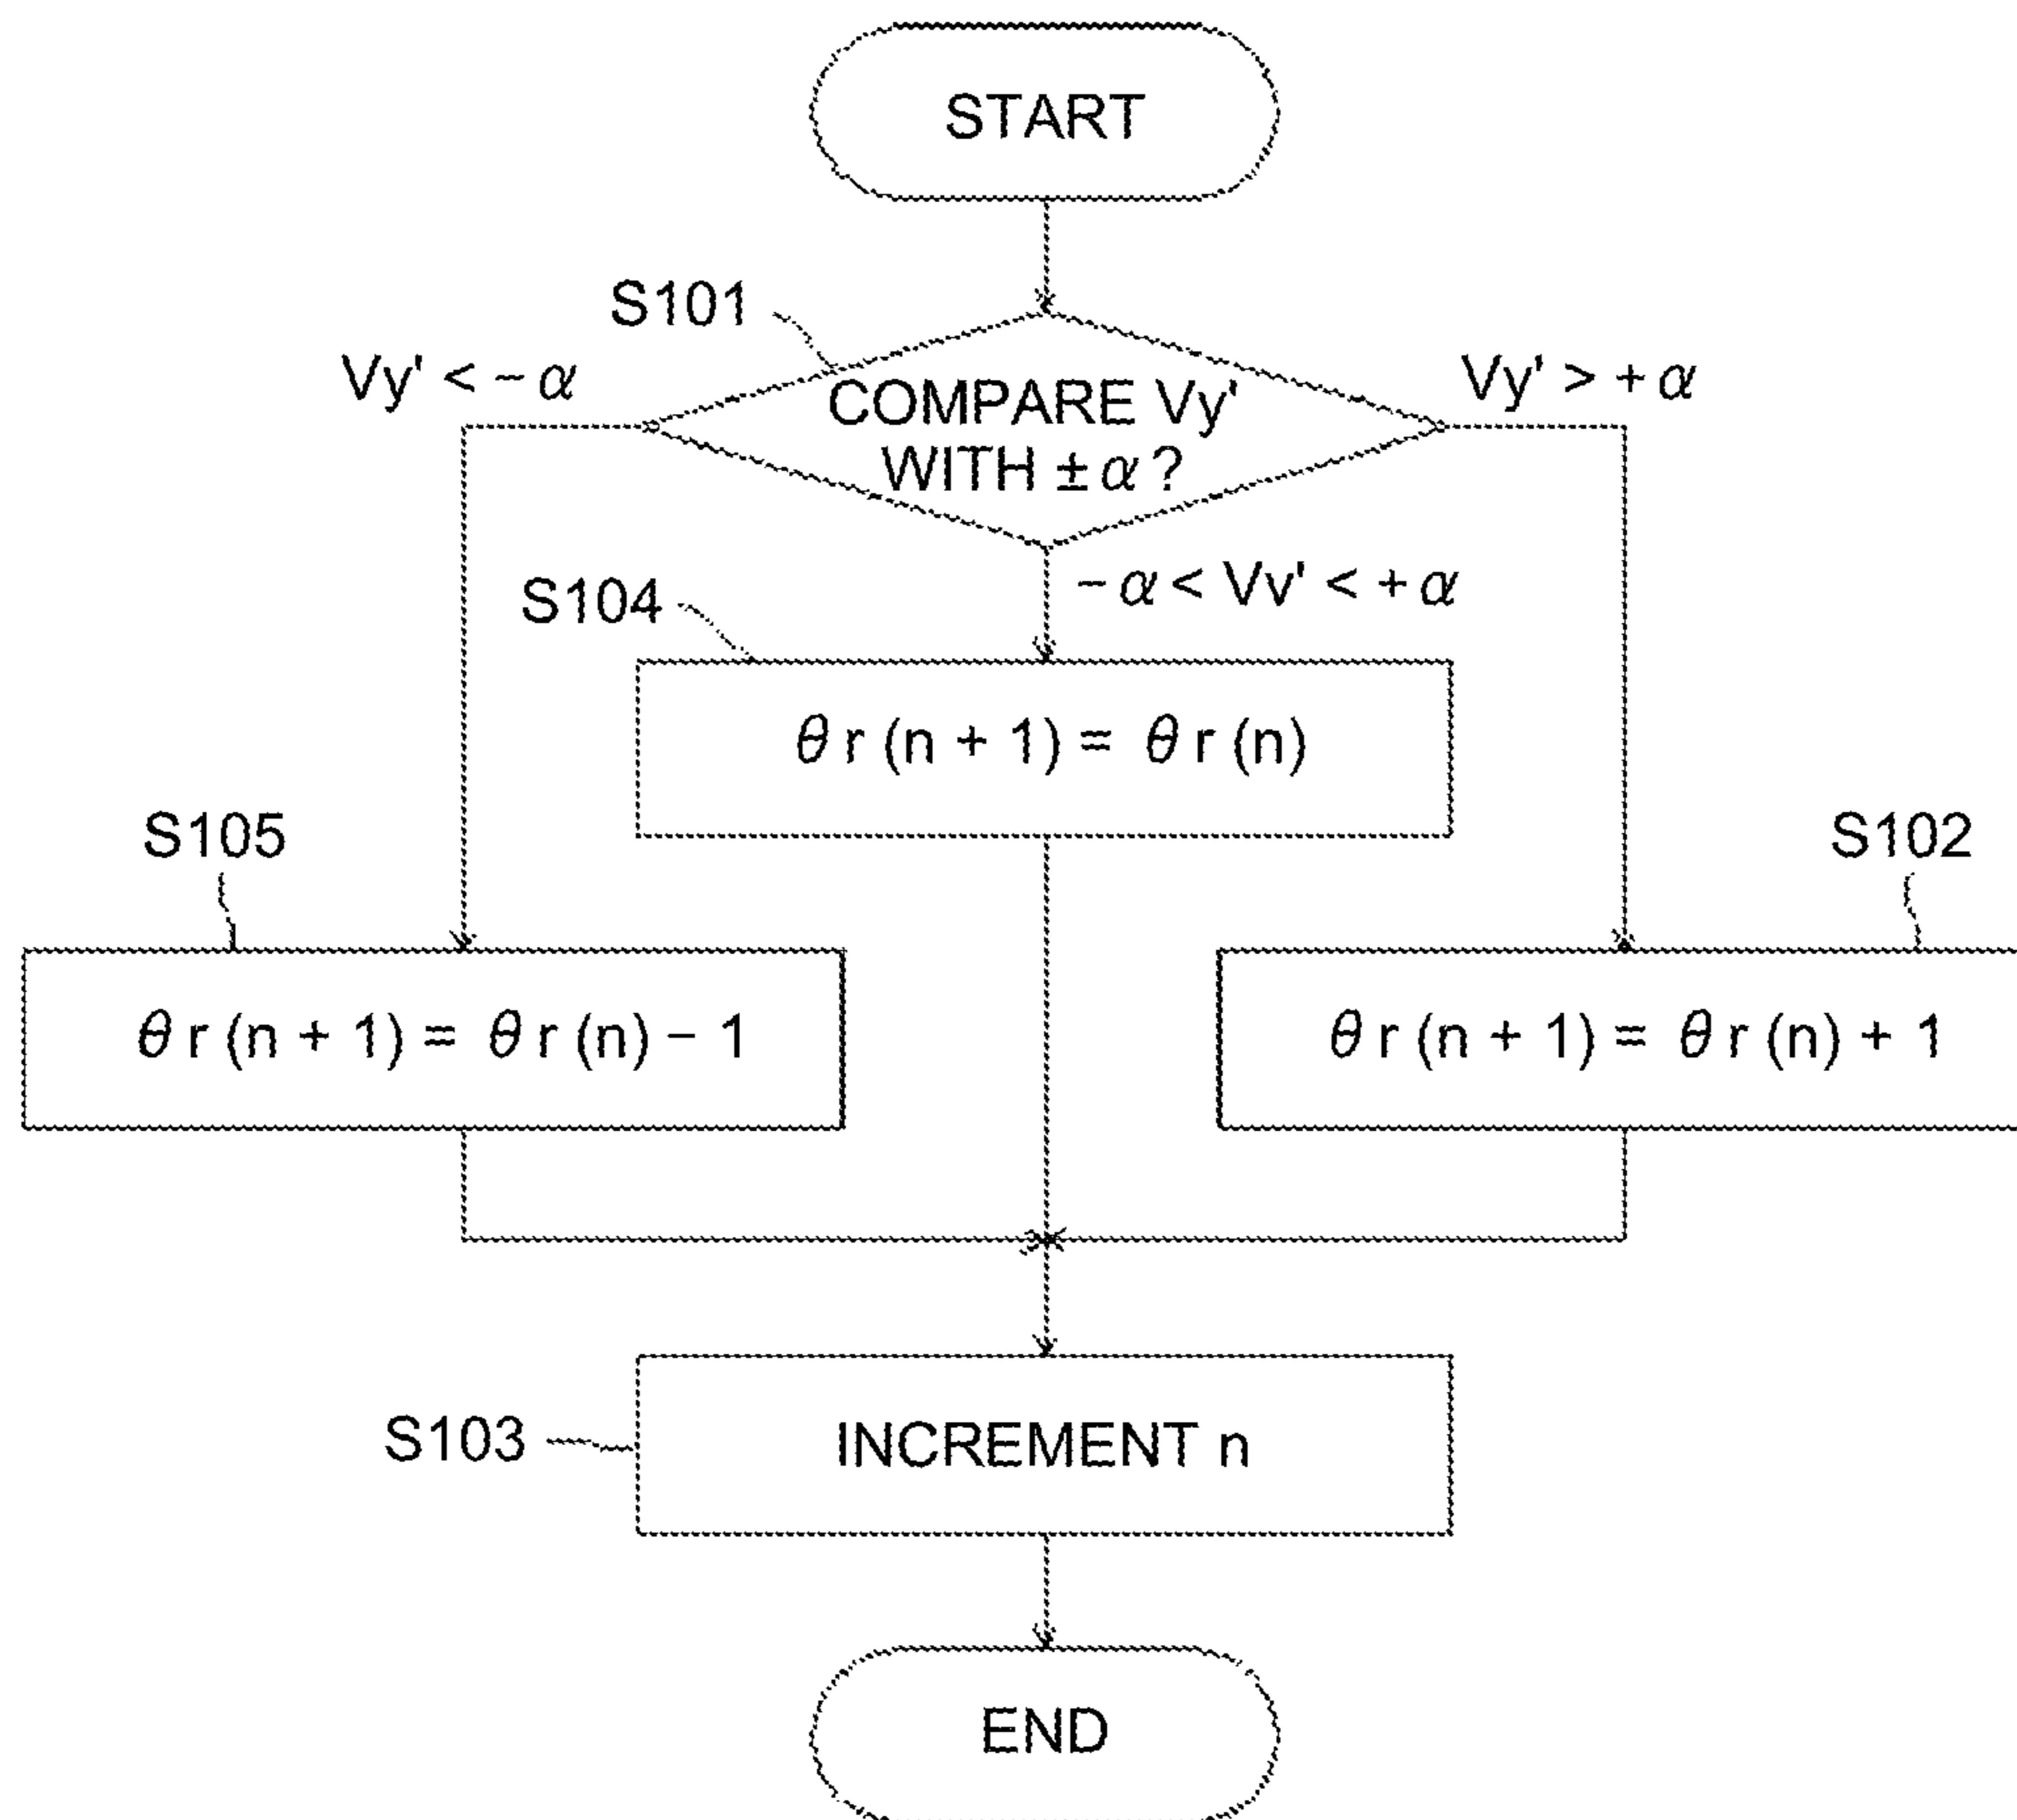 START
S101
Vy' < − α
COMPARE Vy'
WITH ± α ?
Vy' > + α
− α < Vv' < + α
S104
θ r (n + 1) = θ r (n)
S105
S102
θ r (n + 1) = θ r (n) − 1
θ r (n + 1) = θ r (n) + 1
S103
INCREMENT n
END